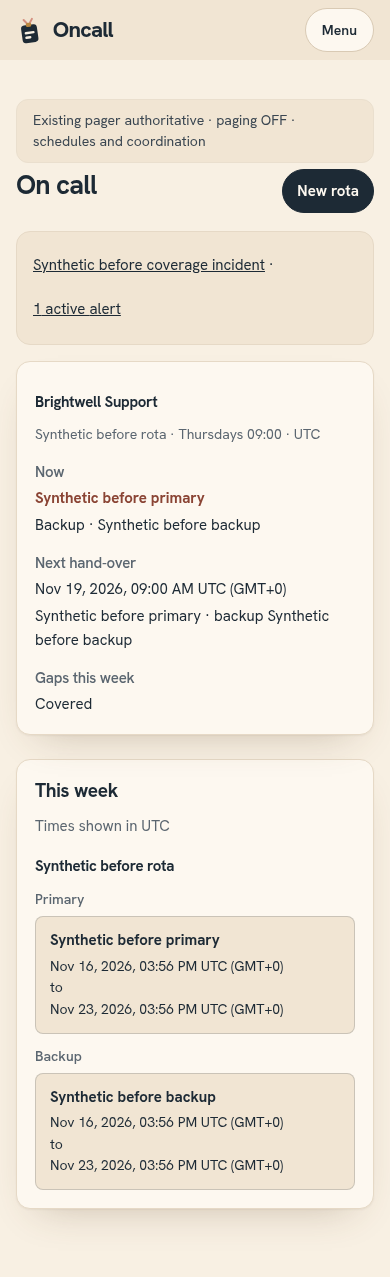 Oncall
Menu
Existing pager authoritative · paging OFF ·
schedules and coordination
On call
New rota
Synthetic before coverage incident ·
1 active alert
Brightwell Support
Synthetic before rota · Thursdays 09:00 · UTC
Now
Synthetic before primary
Backup · Synthetic before backup
Next hand-over
Nov 19, 2026, 09:00 AM UTC (GMT+0)
Synthetic before primary · backup Synthetic
before backup
Gaps this week
Covered
This week
Times shown in UTC
Synthetic before rota
Primary
Synthetic before primary
Nov 16, 2026, 03:56 PM UTC (GMT+0)
to
Nov 23, 2026, 03:56 PM UTC (GMT+0)
Backup
Synthetic before backup
Nov 16, 2026, 03:56 PM UTC (GMT+0)
to
Nov 23, 2026, 03:56 PM UTC (GMT+0)